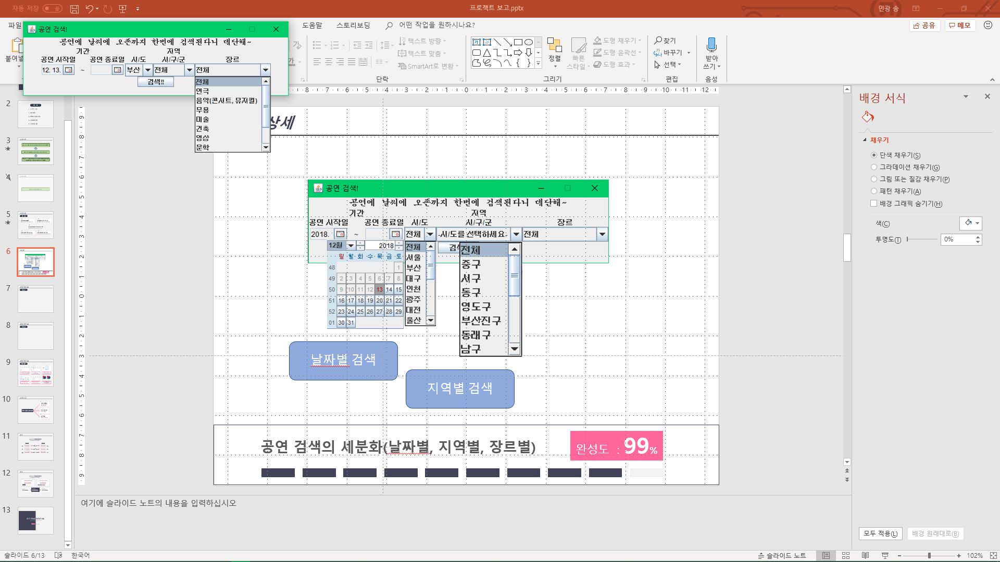 자동 저장 끔
프로젝트 보고.pptx
민광 송
파일
도움말
스토리보딩
어떤 작업을 원하시나요?
공유
메모
공연 검색!
공연에 날씨에 오존까지 한번에 검색된다니 대단해~
기간
지역
공연 시작일
공연 종료일
시/도
시/구/군
장르
12. 13.
~
부산
전체
전체
검색!!
전체
연극
음악(콘서트, 뮤지컬)
무용
미술
건축
영상
문학
텍스트 방향
텍스트 맞춤
SmartArt로 변환
단락
정렬
빠른
스타일
도형 채우기
도형 윤곽선
도형 효과
그리기
찾기
바꾸기
선택
편집
받아
쓰기
음성
상세
공연 검색!
공연에 날씨에 오존까지 한번에 검색된다니 대단해~
기간
지역
공연 시작일
공연 종료일
시/도
시/구/군
장르
2018.
~
전체
-시/도를 선택하세요-
전체
12월
2018
일 월 화 수 목 금 토
48 1
49 2 3 4 5 6 7 8
50 9 10 11 12 13 14 15
51 16 17 18 19 20 21 22
52 23 24 25 26 27 28 29
01 30 31
전체
서울
부산
대구
인천
광주
대전
울산
전체
중구
서구
동구
영도구
부산진구
동래구
남구
날짜별 검색
지역별 검색
공연 검색의 세분화(날짜별, 지역별, 장르별)
완성도 : 99%
여기에 슬라이드 노트의 내용을 입력하십시오
2
3
4
5
6
7
8
9
10
11
12
13
배경 서식
채우기
단색 채우기(S)
그라데이션 채우기(G)
그림 또는 질감 채우기(P)
패턴 채우기(A)
배경 그래픽 숨기기(H)
색(C)
투명도(T)
0%
모두 적용(L)
배경 원래대로(B)
슬라이드 6/13
한국어
슬라이드 노트
102%